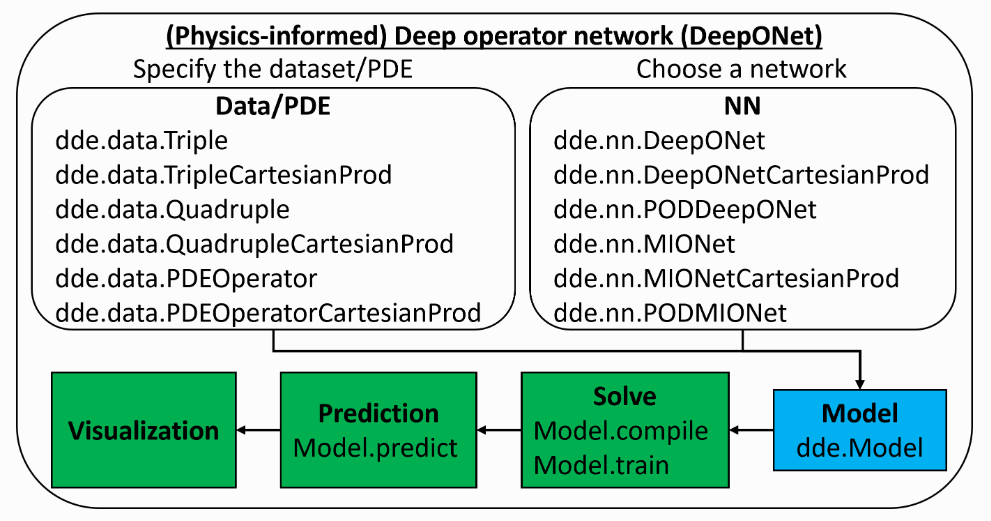 (Physics-informed) Deep operator network (DeepONet)
Specify the dataset/PDE
Choose a network
Data/PDE
dde.data.Triple
dde.data.TripleCartesianProd
dde.data.Quadruple
dde.data.QuadrupleCartesianProd
dde.data.PDEOperator
dde.data.PDEOperatorCartesianProd
NN
dde.nn.DeepONet
dde.nn.DeepONetCartesianProd
dde.nn.PODDeepONet
dde.nn.MIONet
dde.nn.MIONetCartesianProd
dde.nn.PODMIONet
Visualization
Prediction
Model.predict
Solve
Model.compile
Model.train
Model
dde.Model